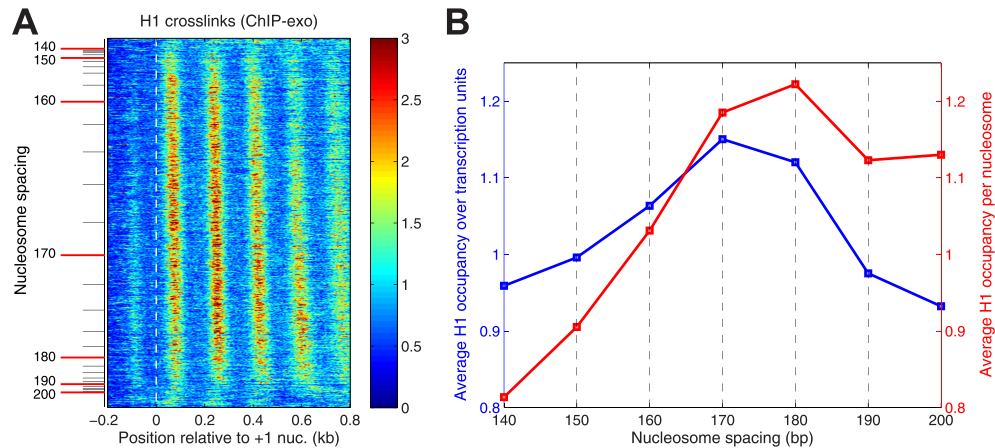 A
H1 crosslinks (ChIP-exo)
Nucleosome spacing
140
150
160
170
180
190
200
−0.2 0 0.2 0.4 0.6 0.8
Position relative to +1 nuc. (kb)
3
2.5
2
1.5
1
0.5
0
B
Average H1 occupancy over transcription units
1.2
1.1
1
0.9
0.8
140 150 160 170 180 190 200
Nucleosome spacing (bp)
1.2
1.1
1
0.9
0.8
Average H1 occupancy per nucleosome